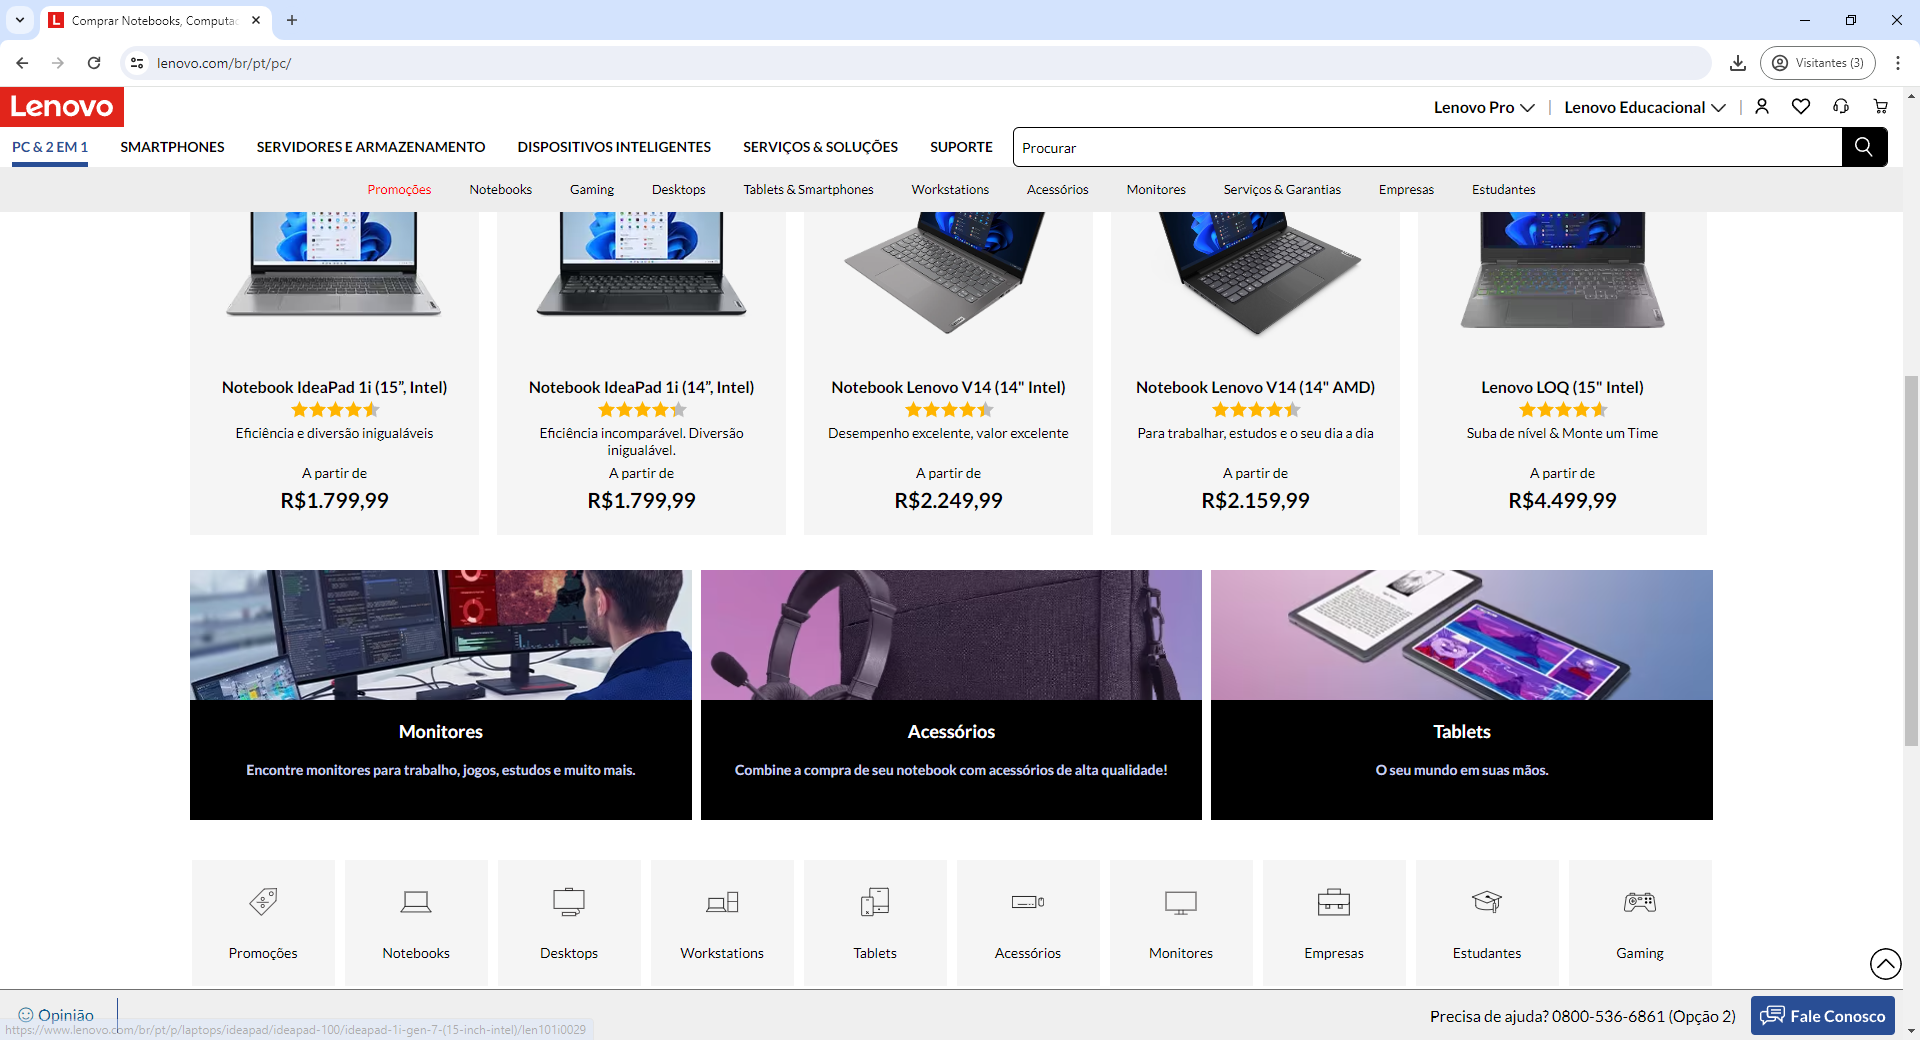 Comprar Notebooks, Computad
lenovo.com/br/pt/pc/
Visitantes (3)
Lenovo
Lenovo Pro
Lenovo Educacional
PC & 2 EM 1
SMARTPHONES
SERVIDORES E ARMAZENAMENTO
DISPOSITIVOS INTELIGENTES
SERVIÇOS & SOLUÇÕES
SUPORTE
Procurar
Promoções
Notebooks
Gaming
Desktops
Tablets & Smartphones
Workstations
Acessórios
Monitores
Serviços & Garantias
Empresas
Estudantes
Notebook IdeaPad 1i (15”, Intel)
Eficiência e diversão inigualáveis
A partir de
R$1.799,99
Notebook IdeaPad 1i (14”, Intel)
Eficiência incomparável. Diversão
inigualável.
A partir de
R$1.799,99
Notebook Lenovo V14 (14" Intel)
Desempenho excelente, valor excelente
A partir de
R$2.249,99
Notebook Lenovo V14 (14" AMD)
Para trabalhar, estudos e o seu dia a dia
A partir de
R$2.159,99
Lenovo LOQ (15" Intel)
Suba de nível & Monte um Time
A partir de
R$4.499,99
Monitores
Encontre monitores para trabalho, jogos, estudos e muito mais.
Acessórios
Combine a compra de seu notebook com acessórios de alta qualidade!
Tablets
O seu mundo em suas mãos.
Promoções
Notebooks
Desktops
Workstations
Tablets
Acessórios
Monitores
Empresas
Estudantes
Gaming
Opinião
https://www.lenovo.com/br/pt/p/laptops/ideapad/ideapad-100/ideapad-1i-gen-7-(15-inch-intel)/len101i0029
Precisa de ajuda? 0800-536-6861 (Opção 2)
Fale Conosco